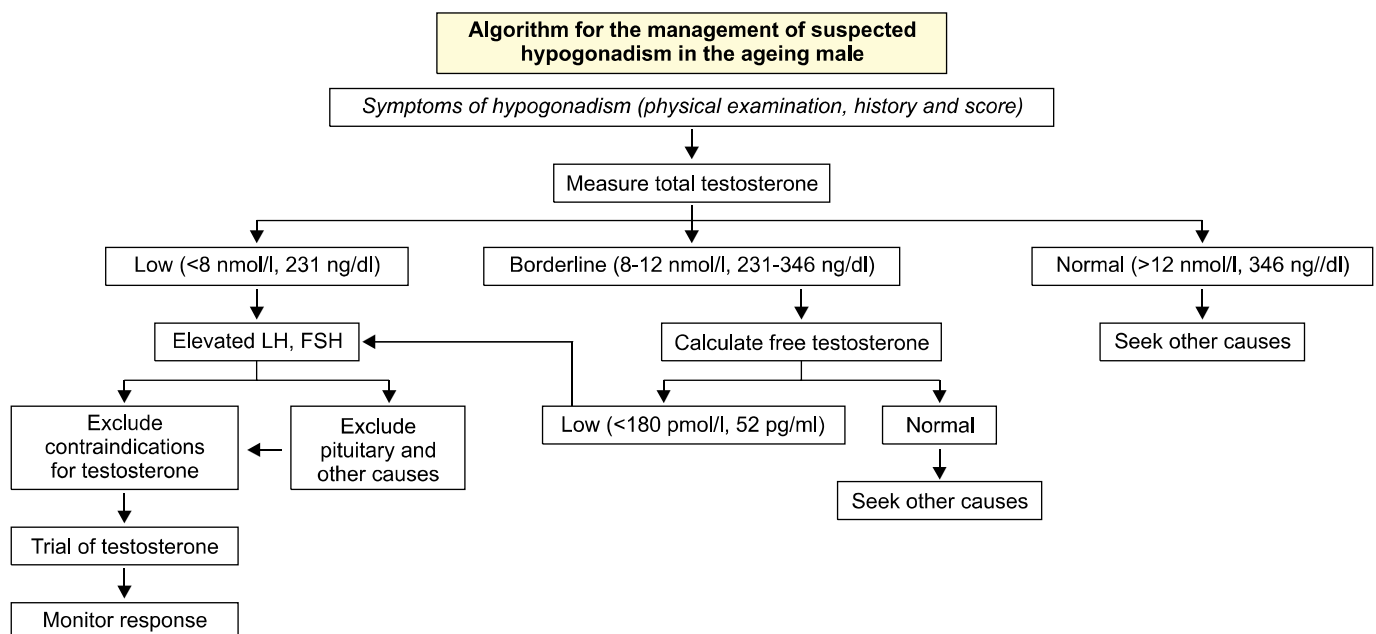 Algorithm for the management of suspected
hypogonadism in the ageing male
Symptoms of hypogonadism (physical examination, history and score)
Measure total testosterone
Low (<8 nmol/l, 231 ng/dl)
Borderline (8-12 nmol/l, 231-346 ng/dl)
Normal (>12 nmol/l, 346 ng//dl)
Elevated LH, FSH
Calculate free testosterone
Seek other causes
Exclude
contraindications
for testosterone
Exclude
pituitary and
other causes
Low (<180 pmol/l, 52 pg/ml)
Normal
Seek other causes
Trial of testosterone
Monitor response